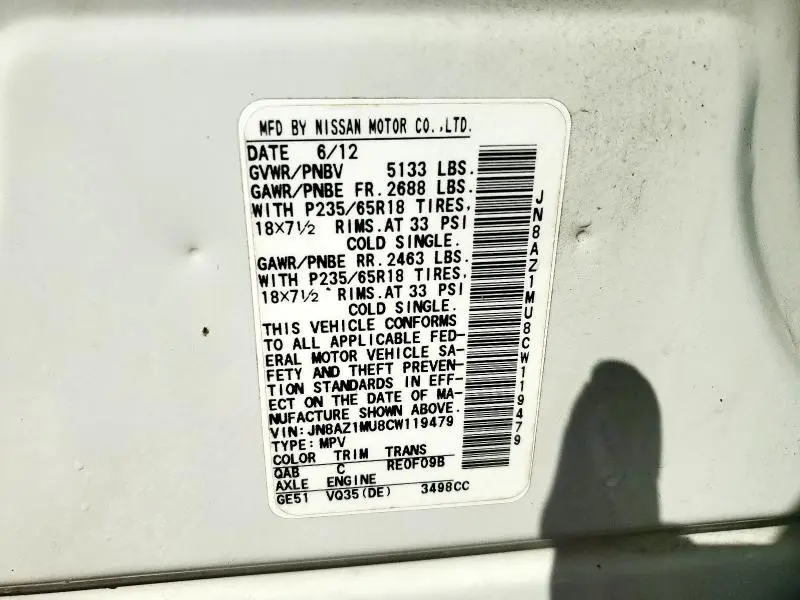 MFD BY NISSAN MOTOR CO.,LTD.
DATE 6/12
GVWR/PNBV 5133 LBS.
GAWR/PNBE FR. 2688 LBS.
WITH P235/65R18 TIRES,
18×7½ RIMS. AT 33 PSI
COLD SINGLE.
GAWR/PNBE RR. 2463 LBS.
WITH P235/65R18 TIRES,
18×7½ RIMS. AT 33 PSI
COLD SINGLE.
THIS VEHICLE CONFORMS
TO ALL APPLICABLE FED-
ERAL MOTOR VEHICLE SA-
FETY AND THEFT PREVEN-
TION STANDARDS IN EFF-
ECT ON THE DATE OF MA-
NUFACTURE SHOWN ABOVE.
VIN: JN8AZ1MU8CW119479
TYPE: MPV
COLOR TRIM TRANS
QAB C RE0F09B
AXLE ENGINE
GE51 VQ35(DE) 3498CC
JN8AZ1MU8CW119479